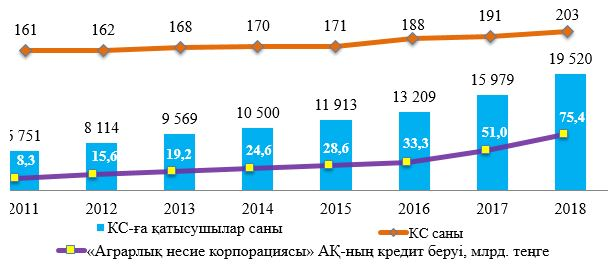 161 162 168 170 171 188 191 203
5 751 8 114 9 569 10 500 11 913 13 209 15 979 19 520
8,3 15,6 19,2 24,6 28,6 33,3 51,0 75,4
2011 2012 2013 2014 2015 2016 2017 2018
КС-ға қатысушылар саны КС саны
«Аграрлық несие корпорациясы» АҚ-ның кредит беруі, млрд. теңге